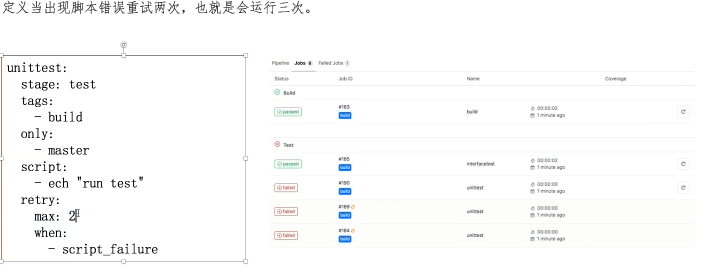 定义当出现脚本错误重试两次，也就是会运行三次。
unittest:
  stage: test
  tags:
    - build
  only:
    - master
  script:
    - ech "run test"
  retry:
    max: 2
    when:
      - script_failure
Pipeline Jobs 5 Failed Jobs 1
Status Job ID Name Coverage
Build
passed #183 build 00:00:02
build 1 minute ago
Test
passed #185 interfacetest 00:00:02
build 1 minute ago
failed #190 unittest 00:00:00
build 1 minute ago
failed #189 unittest 00:00:00
build 1 minute ago
failed #184 unittest 00:00:00
build 1 minute ago